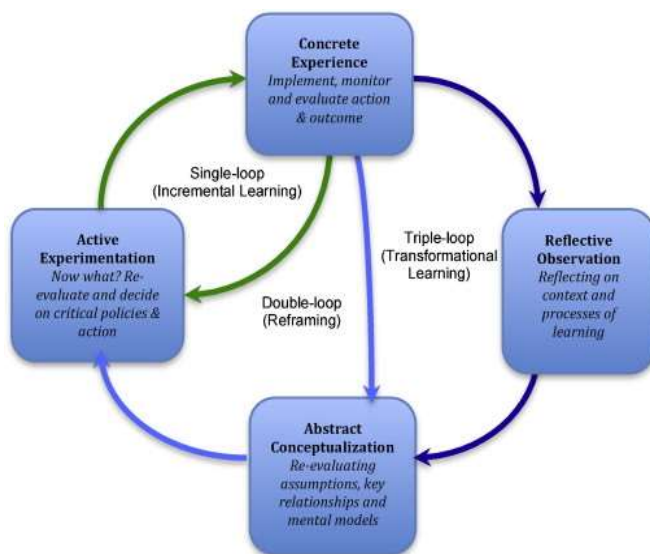 Concrete
Experience
Implement, monitor
and evaluate action
& outcome
Single-loop
(Incremental Learning)
Active
Experimentation
Now what? Re-
evaluate and decide
on critical policies &
action
Double-loop
(Reframing)
Triple-loop
(Transformational
Learning)
Reflective
Observation
Reflecting on
context and
processes of
learning
Abstract
Conceptualization
Re-evaluating
assumptions, key
relationships and
mental models